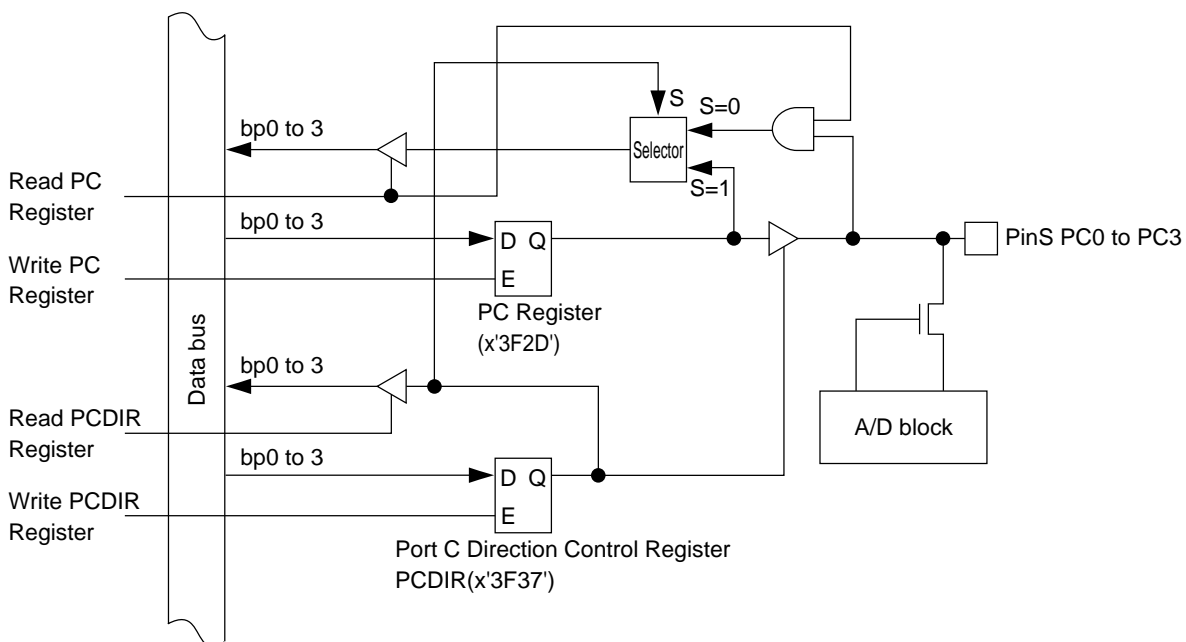 S
S=0
bp0 to 3
Selector
Read PC
Register
S=1
bp0 to 3
D Q
PinS PC0 to PC3
Write PC
Register
E
PC Register
(x'3F2D')
Data bus
bp0 to 3
Read PCDIR
Register
A/D block
bp0 to 3
D Q
Write PCDIR
Register
E
Port C Direction Control Register
PCDIR(x'3F37')